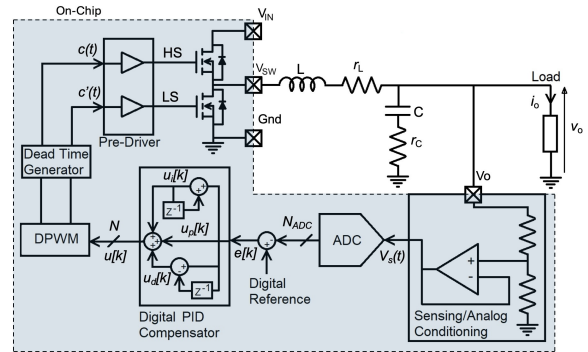 On-Chip
V_IN
c(t)
HS
V_SW
L
r_L
Load
c'(t)
LS
C
i_o
v_o
Gnd
r_C
Pre-Driver
Dead Time
Generator
u_i[k]
z⁻¹
Vo
DPWM
N
u[k]
u_p[k]
e[k]
N_ADC
ADC
V_s(t)
u_d[k]
z⁻¹
Digital
Reference
Digital PID
Compensator
Sensing/Analog
Conditioning
+
-
+
+
+
+
+
-
+
+
-